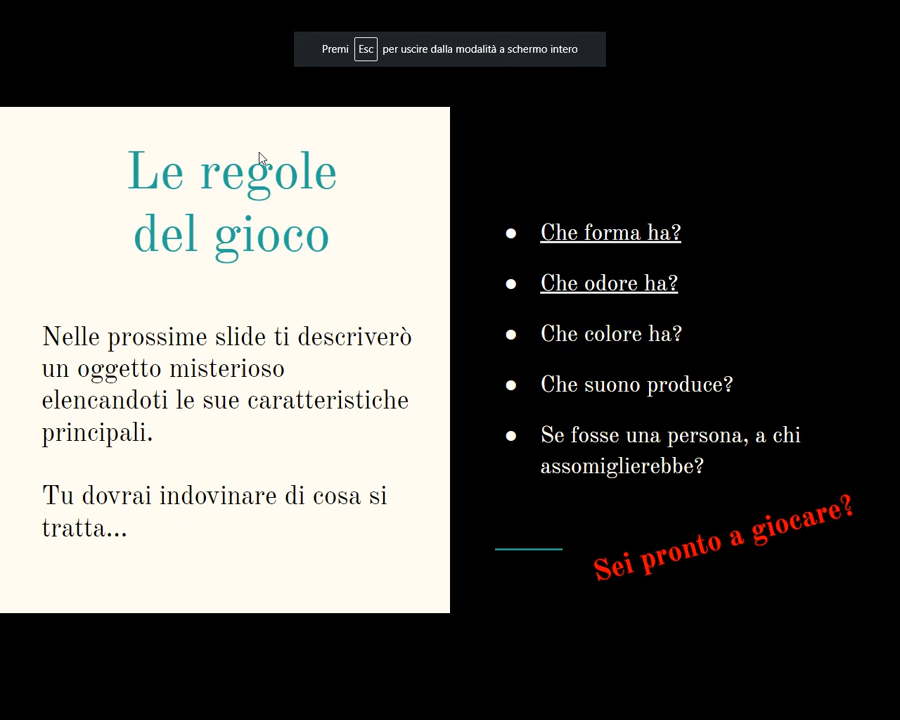 Premi Esc per uscire dalla modalità a schermo intero
Le regole
del gioco
Nelle prossime slide ti descriverò
un oggetto misterioso
elencandoti le sue caratteristiche
principali.
Tu dovrai indovinare di cosa si
tratta...
● Che forma ha?
● Che odore ha?
● Che colore ha?
● Che suono produce?
● Se fosse una persona, a chi
assomiglierebbe?
Sei pronto a giocare?